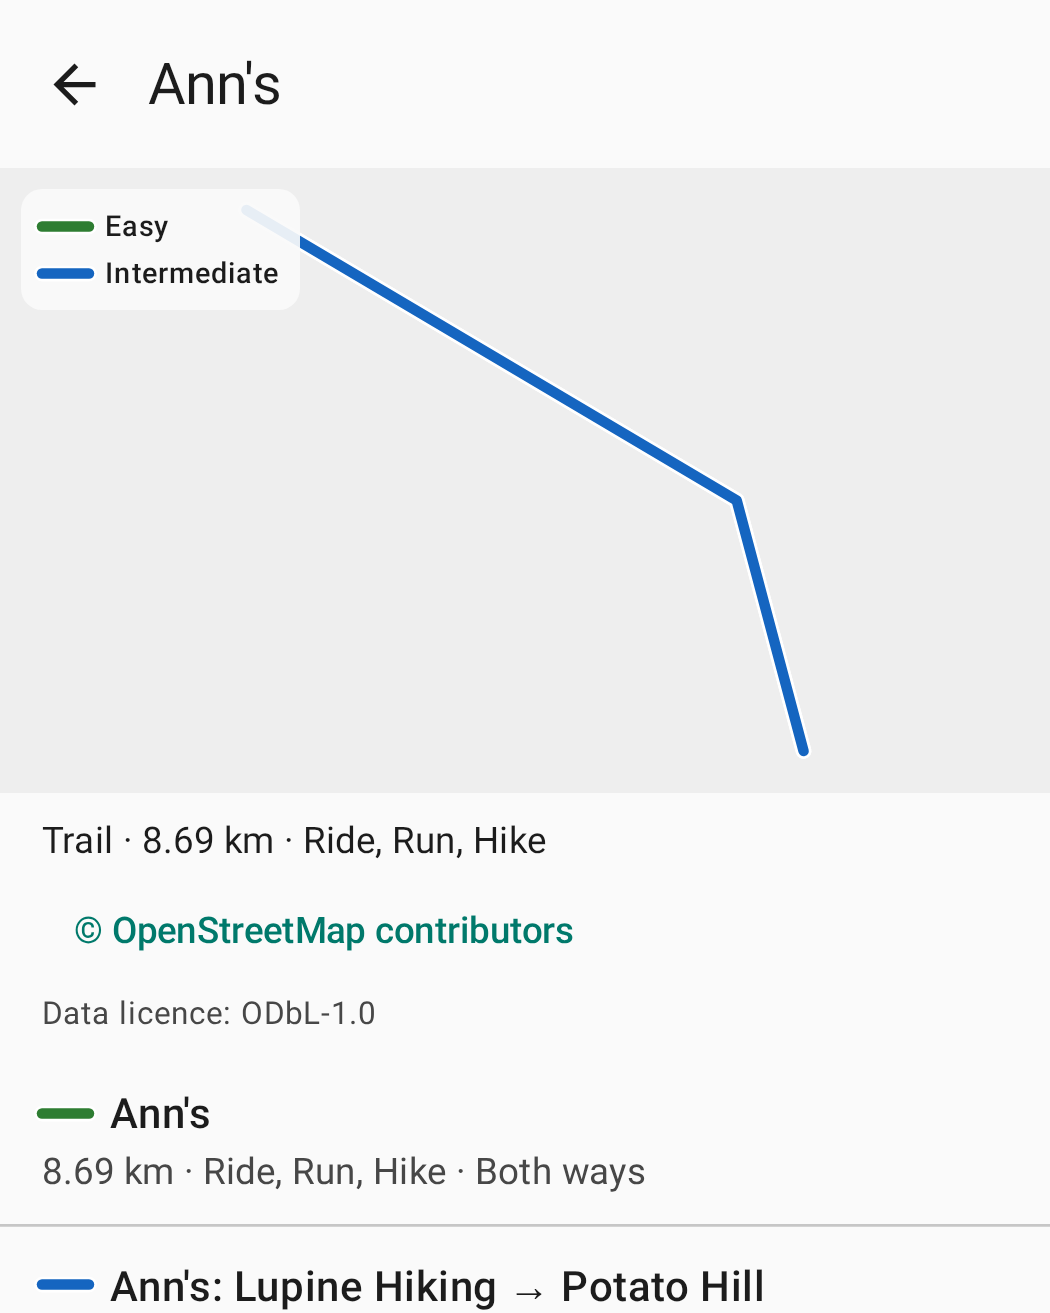 Ann's
Easy
Intermediate
Trail · 8.69 km · Ride, Run, Hike
© OpenStreetMap contributors
Data licence: ODbL-1.0
Ann's
8.69 km · Ride, Run, Hike · Both ways
Ann's: Lupine Hiking → Potato Hill